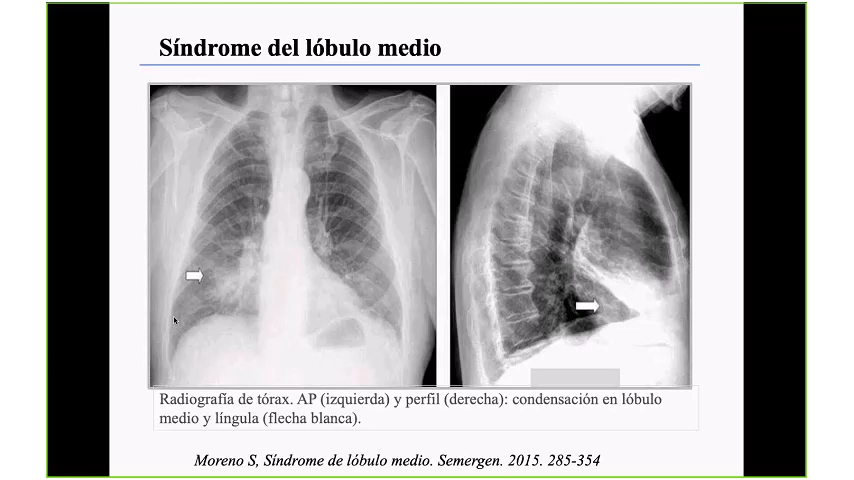 Síndrome del lóbulo medio
Radiografía de tórax. AP (izquierda) y perfil (derecha): condensación en lóbulo
medio y língula (flecha blanca).
Moreno S, Síndrome de lóbulo medio. Semergen. 2015. 285-354